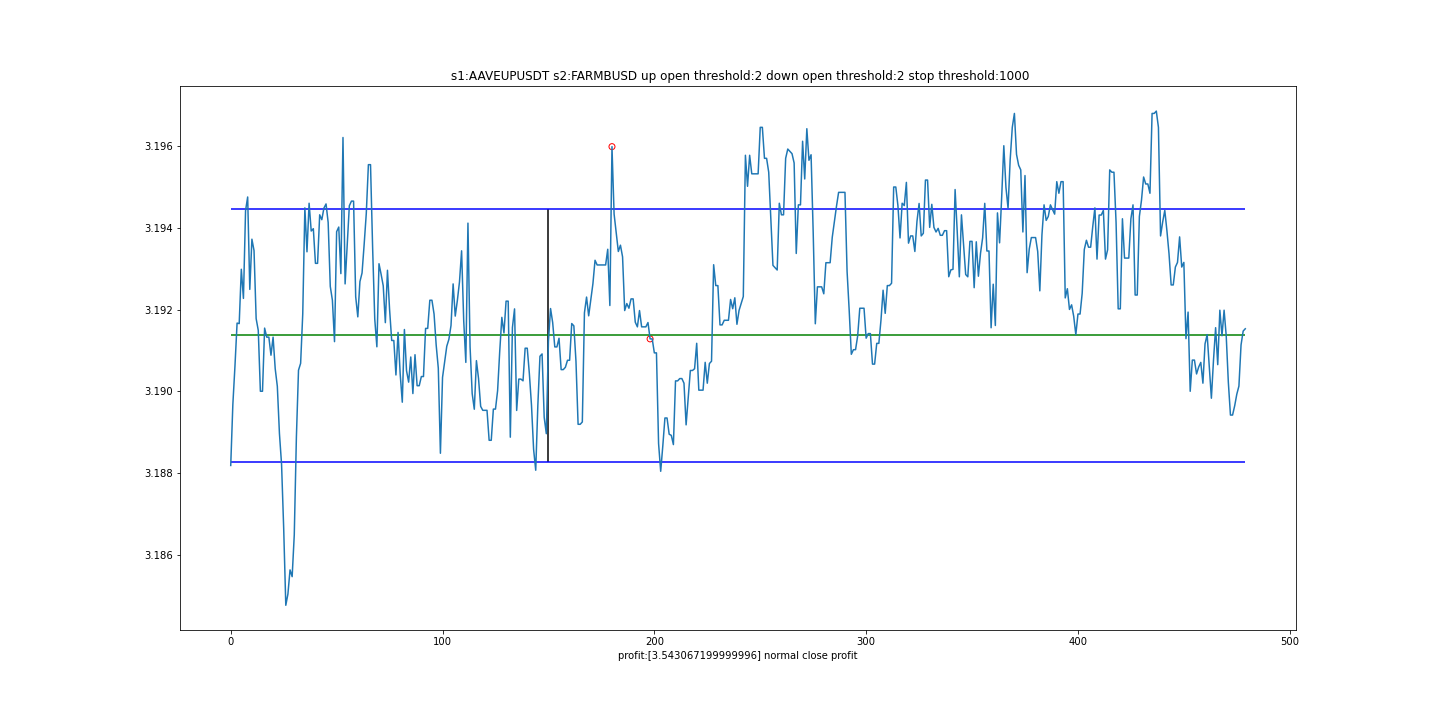 s1:AAVEUPUSDT s2:FARMBUSD up open threshold:2 down open threshold:2 stop threshold:1000
3.196
3.194
3.192
3.190
3.188
3.186
0 100 200 300 400 500
profit:[3.543067199999996] normal close profit